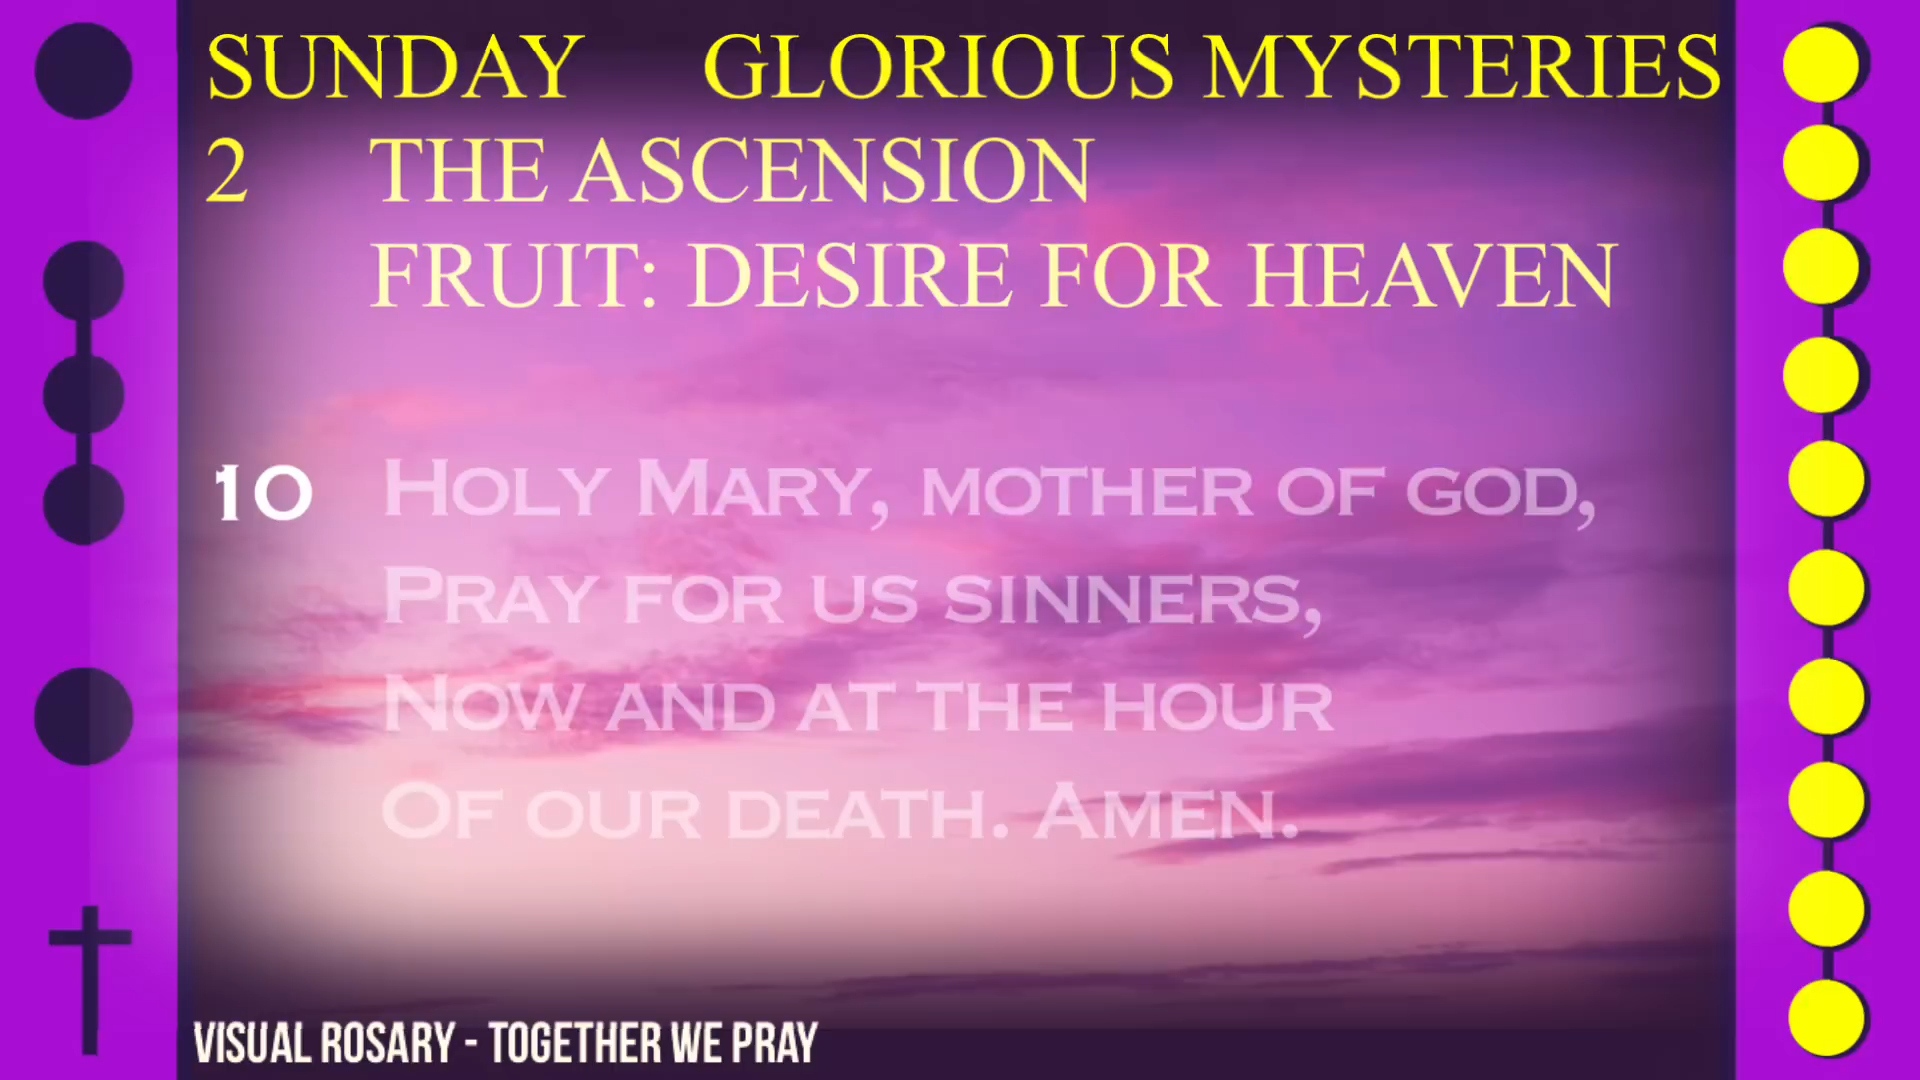 SUNDAY GLORIOUS MYSTERIES
2 THE ASCENSION
FRUIT: DESIRE FOR HEAVEN
10 HOLY MARY, MOTHER OF GOD,
PRAY FOR US SINNERS,
NOW AND AT THE HOUR
OF OUR DEATH. AMEN.
VISUAL ROSARY - TOGETHER WE PRAY